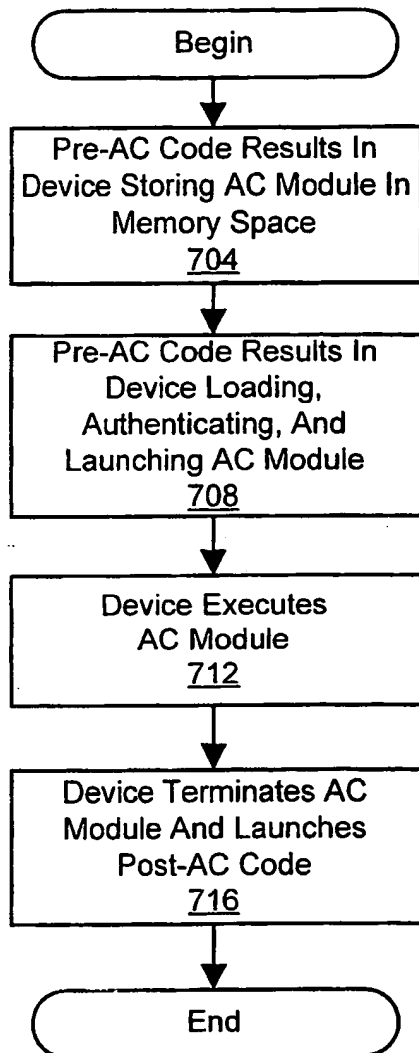 Begin
Pre-AC Code Results In
Device Storing AC Module In
Memory Space
704
Pre-AC Code Results In
Device Loading,
Authenticating, And
Launching AC Module
708
Device Executes
AC Module
712
Device Terminates AC
Module And Launches
Post-AC Code
716
End